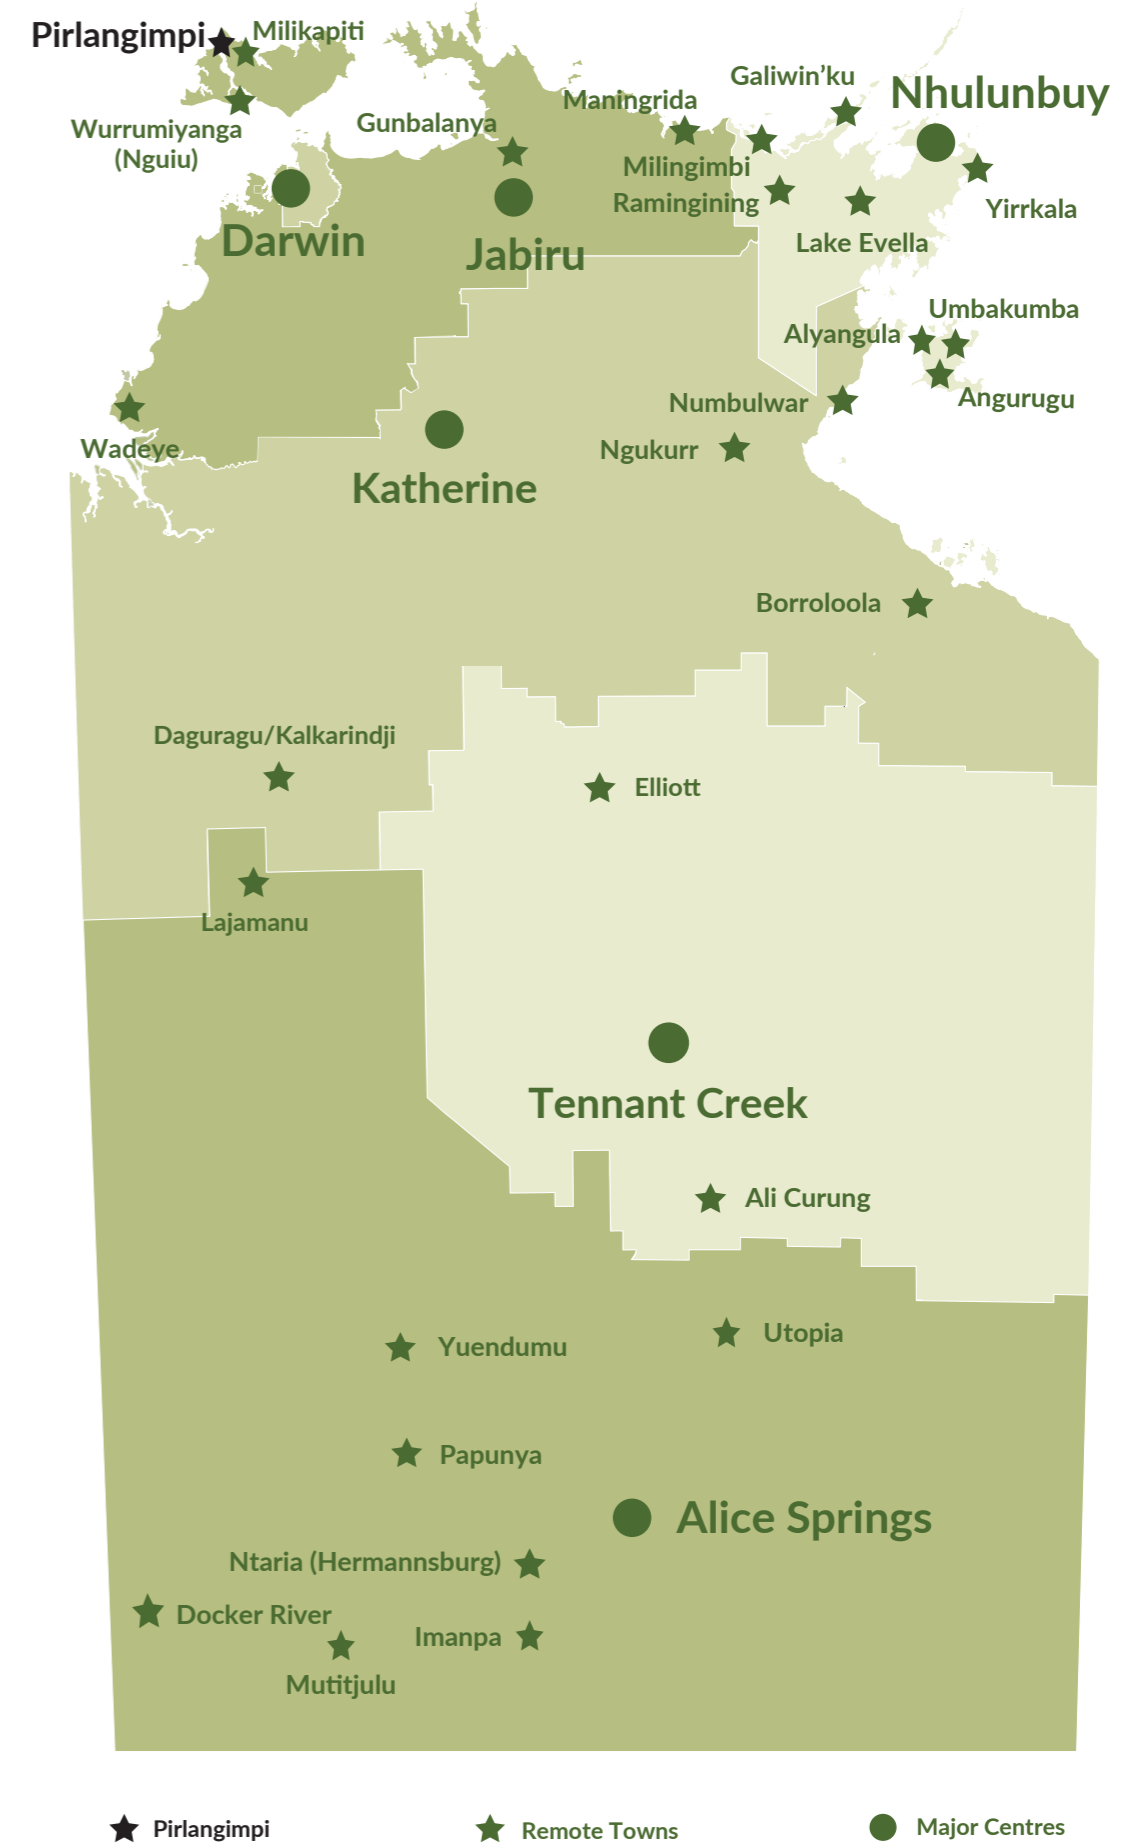 Pirlangimpi
Milikapiti
Wurrumiyanga
(Nguiu)
Gunbalanya
Maningrida
Galiwin'ku
Nhulunbuy
Milingimbi
Ramingining
Yirrkala
Darwin
Jabiru
Lake Evella
Umbakumba
Alyangula
Angurugu
Numbulwar
Wadeye
Ngukurr
Katherine
Borroloola
Daguragu/Kalkarindji
Elliott
Lajamanu
Tennant Creek
Ali Curung
Utopia
Yuendumu
Papunya
Alice Springs
Ntaria (Hermannsburg)
Docker River
Imanpa
Mutitjulu
Pirlangimpi
Remote Towns
Major Centres